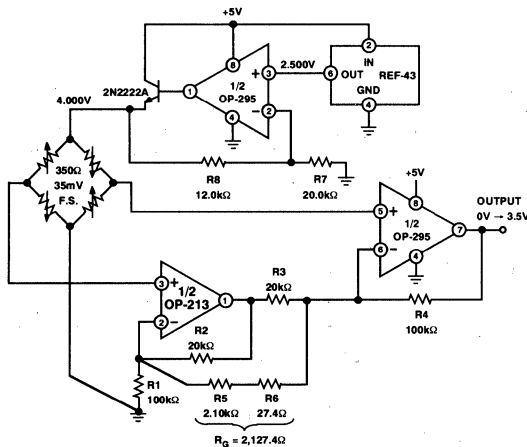 +5V
2N2222A
4.000V
1
8
4
1/2
OP-295
+
−
3
2
2.500V
6
OUT
2
IN
REF-43
GND
4
R8
12.0kΩ
R7
20.0kΩ
350Ω
35mV
F.S.
+5V
5
6
+
−
8
1/2
OP-295
4
7
OUTPUT
0V → 3.5V
3
2
+
−
1/2
OP-213
1
R3
20kΩ
R4
100kΩ
R2
20kΩ
R1
100kΩ
R5
2.10kΩ
R6
27.4Ω
RG = 2,127.4Ω